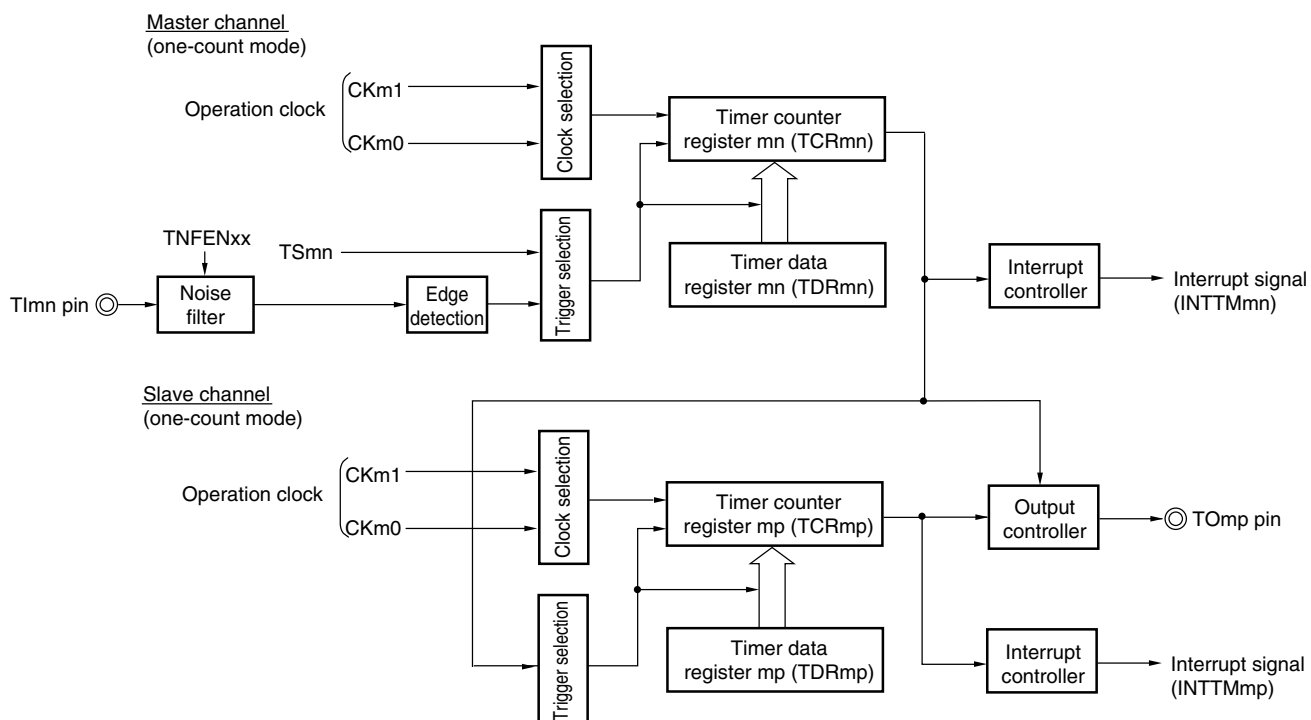 Master channel
(one-count mode)
CKm1
Operation clock
CKm0
Clock selection
Timer counter
register mn (TCRmn)
TNFENxx
TSmn
TImn pin
Noise
filter
Edge
detection
Trigger selection
Timer data
register mn (TDRmn)
Interrupt
controller
Interrupt signal
(INTTMmn)
Slave channel
(one-count mode)
CKm1
Operation clock
CKm0
Clock selection
Timer counter
register mp (TCRmp)
Output
controller
TOmp pin
Trigger selection
Timer data
register mp (TDRmp)
Interrupt
controller
Interrupt signal
(INTTMmp)